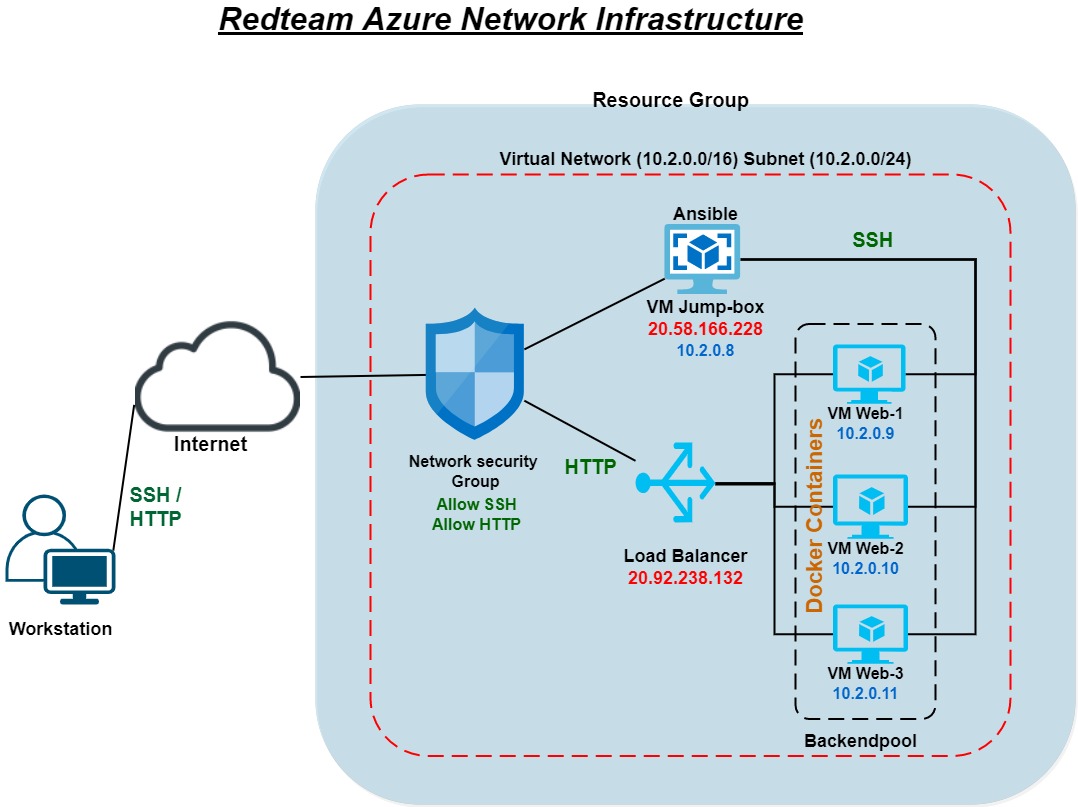 Redteam Azure Network Infrastructure
Resource Group
Virtual Network (10.2.0.0/16) Subnet (10.2.0.0/24)
Ansible
VM Jump-box
20.58.166.228
10.2.0.8
SSH
Internet
SSH /
HTTP
Workstation
Network security
Group
Allow SSH
Allow HTTP
HTTP
Load Balancer
20.92.238.132
Docker Containers
VM Web-1
10.2.0.9
VM Web-2
10.2.0.10
VM Web-3
10.2.0.11
Backendpool